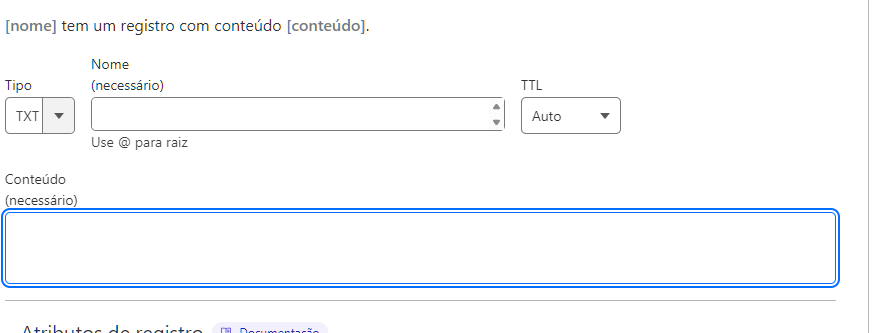 [nome] tem um registro com conteúdo [conteúdo].
Nome
Tipo (necessário) TTL
TXT Auto
Use @ para raiz
Conteúdo
(necessário)
Atributos de registro Documentação